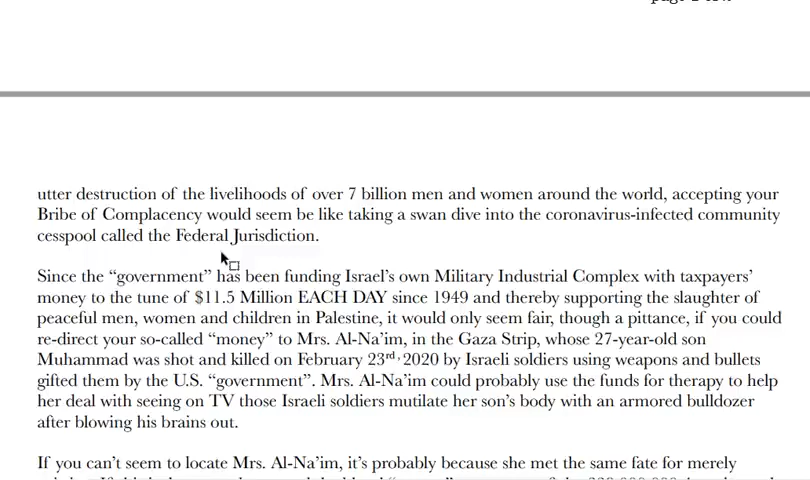 utter destruction of the livelihoods of over 7 billion men and women around the world, accepting your
Bribe of Complacency would seem be like taking a swan dive into the coronavirus-infected community
cesspool called the Federal Jurisdiction.
Since the “government” has been funding Israel’s own Military Industrial Complex with taxpayers’
money to the tune of $11.5 Million EACH DAY since 1949 and thereby supporting the slaughter of
peaceful men, women and children in Palestine, it would only seem fair, though a pittance, if you could
re-direct your so-called “money” to Mrs. Al-Na’im, in the Gaza Strip, whose 27-year-old son
Muhammad was shot and killed on February 23rd, 2020 by Israeli soldiers using weapons and bullets
gifted them by the U.S. “government”. Mrs. Al-Na’im could probably use the funds for therapy to help
her deal with seeing on TV those Israeli soldiers mutilate her son’s body with an armored bulldozer
after blowing his brains out.
If you can’t seem to locate Mrs. Al-Na’im, it’s probably because she met the same fate for merely